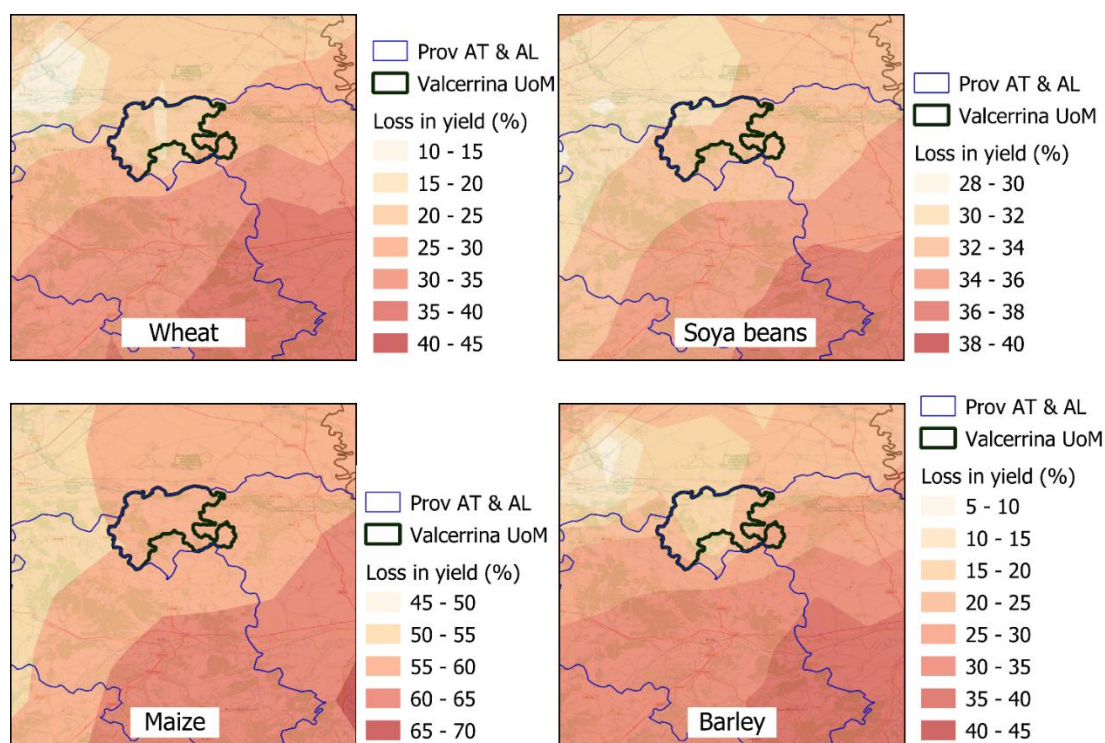 Prov AT & AL
Valcerrina UoM
Loss in yield (%)
10 - 15
15 - 20
20 - 25
25 - 30
30 - 35
35 - 40
40 - 45
Wheat
Prov AT & AL
Valcerrina UoM
Loss in yield (%)
28 - 30
30 - 32
32 - 34
34 - 36
36 - 38
38 - 40
Soya beans
Prov AT & AL
Valcerrina UoM
Loss in yield (%)
45 - 50
50 - 55
55 - 60
60 - 65
65 - 70
Maize
Prov AT & AL
Valcerrina UoM
Loss in yield (%)
5 - 10
10 - 15
15 - 20
20 - 25
25 - 30
30 - 35
35 - 40
40 - 45
Barley